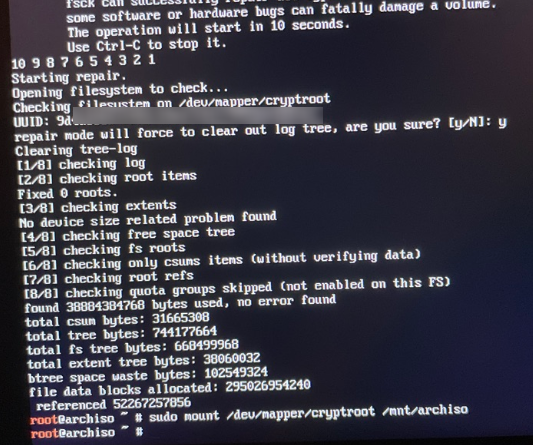 fsck can successfully
some software or hardware bugs can fatally damage a volume.
The operation will start in 10 seconds.
Use Ctrl-C to stop it.
10 9 8 7 6 5 4 3 2 1
Starting repair.
Opening filesystem to check...
Checking filesystem on /dev/mapper/cryptroot
UUID:
repair mode will force to clear out log tree, are you sure? [y/N]: y
Clearing tree-log
[1/8] checking log
[2/8] checking root items
Fixed 0 roots.
[3/8] checking extents
No device size related problem found
[4/8] checking free space tree
[5/8] checking fs roots
[6/8] checking only csums items (without verifying data)
[7/8] checking root refs
[8/8] checking quota groups skipped (not enabled on this FS)
found 38884384768 bytes used, no error found
total csum bytes: 31665308
total tree bytes: 744177664
total fs tree bytes: 668499968
total extent tree bytes: 38060032
btree space waste bytes: 102549324
file data blocks allocated: 295026954240
referenced 52267257856
root@archiso ~ # sudo mount /dev/mapper/cryptroot /mnt/archiso
root@archiso ~ #